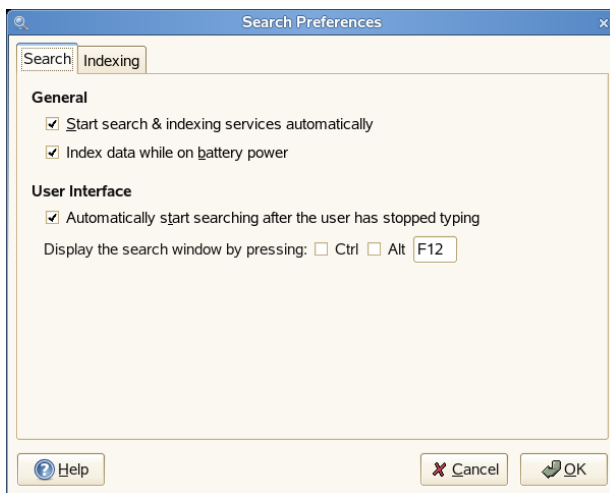 Search Preferences
Search Indexing
General
Start search & indexing services automatically
Index data while on battery power
User Interface
Automatically start searching after the user has stopped typing
Display the search window by pressing: Ctrl Alt F12
Help Cancel OK